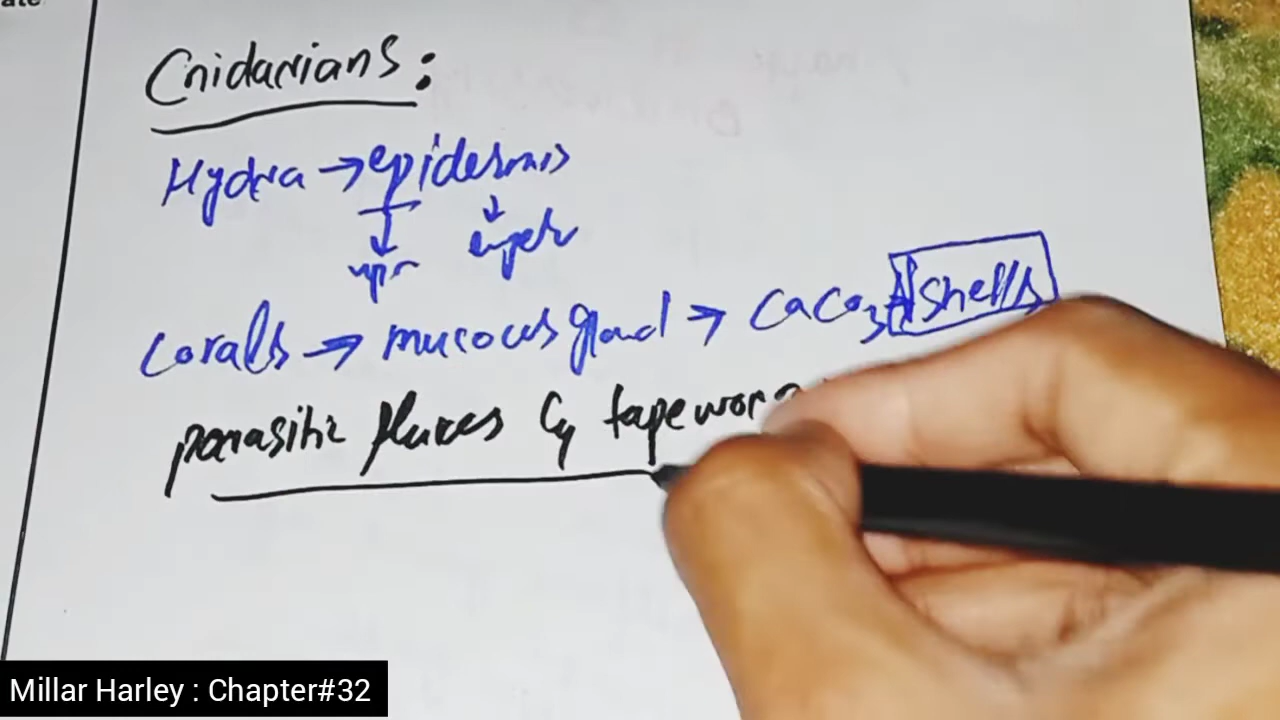 Cnidarians:
Hydra → epidermis
↓ ↓
Corals → mucous gland → CaCo3 shells
parasitic flukes & tapewor
Millar Harley : Chapter#32